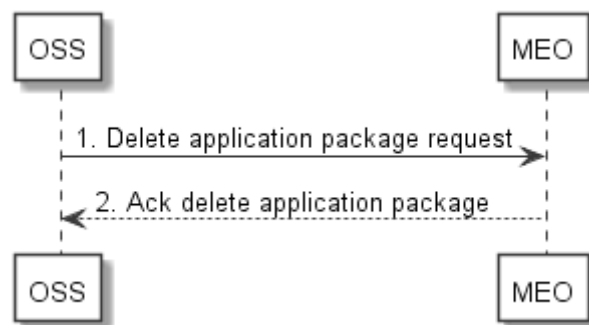 OSS MEO
1. Delete application package request
2. Ack delete application package
OSS MEO